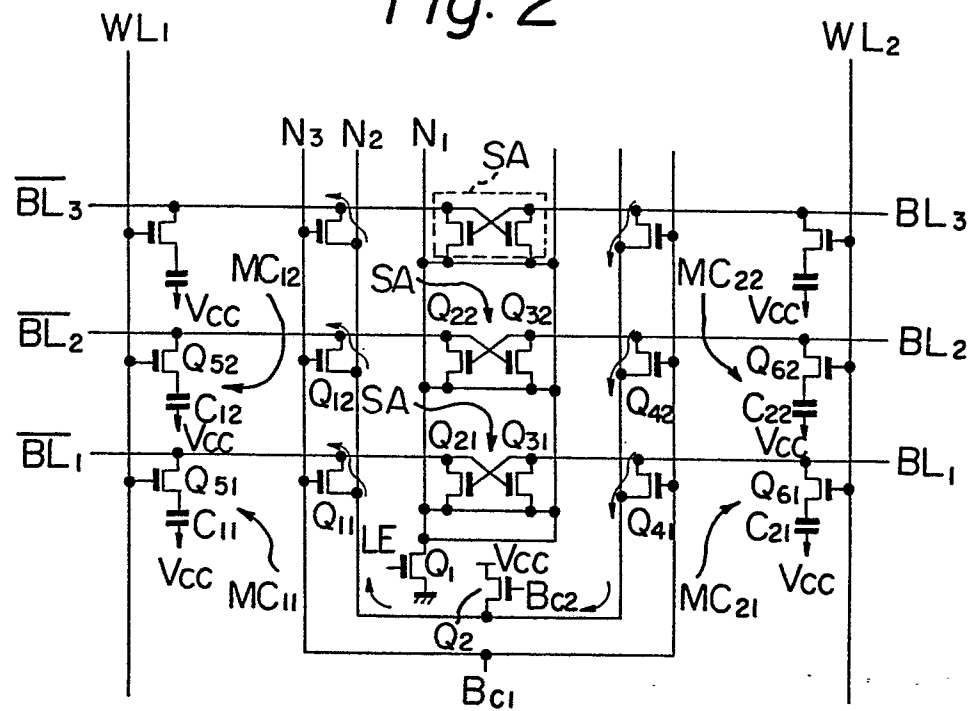 Fig. 2
WL1
WL2
N3 N2 N1
SA
BL3
BL3
MC12
SA
MC22
VCC
Q22 Q32
VCC
BL2
BL2
Q52
Q62
Q12
Q42
C12
SA
C22
VCC
Q21 Q31
VCC
BL1
BL1
Q51
Q61
Q11
Q41
C11
C21
LE
Q1
VCC
VCC
VCC
MC11
BC2
MC21
Q2
BC1